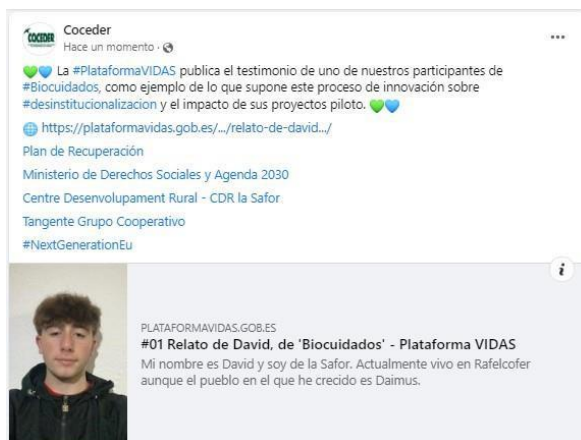 COCEDER
Coceder
Hace un momento ·
La #PlataformaVIDAS publica el testimonio de uno de nuestros participantes de
#Biocuidados, como ejemplo de lo que supone este proceso de innovación sobre
#desinstitucionalizacion y el impacto de sus proyectos piloto.
https://plataformavidas.gob.es/.../relato-de-david.../
Plan de Recuperación
Ministerio de Derechos Sociales y Agenda 2030
Centre Desenvolupament Rural - CDR la Safor
Tangente Grupo Cooperativo
#NextGenerationEu
PLATAFORMAVIDAS.GOB.ES
#01 Relato de David, de 'Biocuidados' - Plataforma VIDAS
Mi nombre es David y soy de la Safor. Actualmente vivo en Rafelcofer
aunque el pueblo en el que he crecido es Daimus.